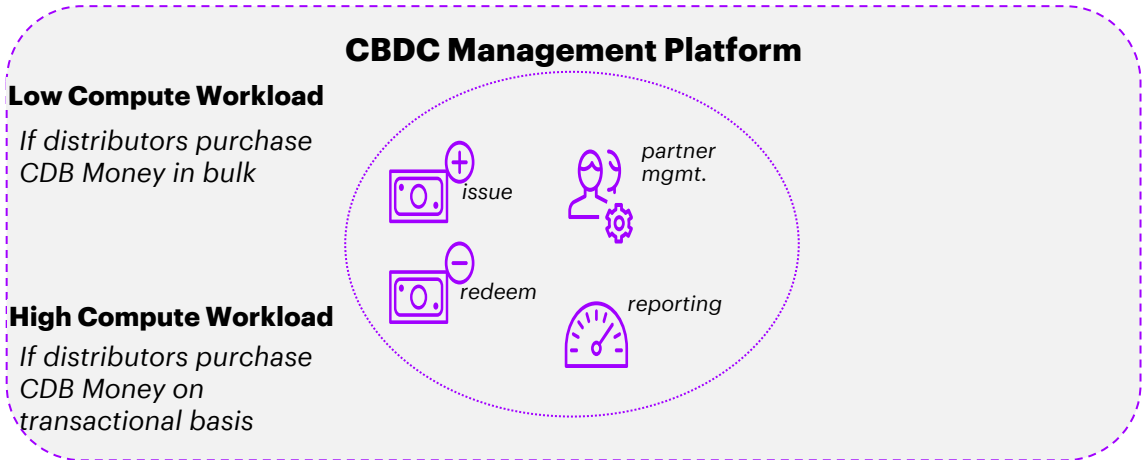 CBDC Management Platform
Low Compute Workload
If distributors purchase
CDB Money in bulk
issue
partner
mgmt.
redeem
reporting
High Compute Workload
If distributors purchase
CDB Money on
transactional basis